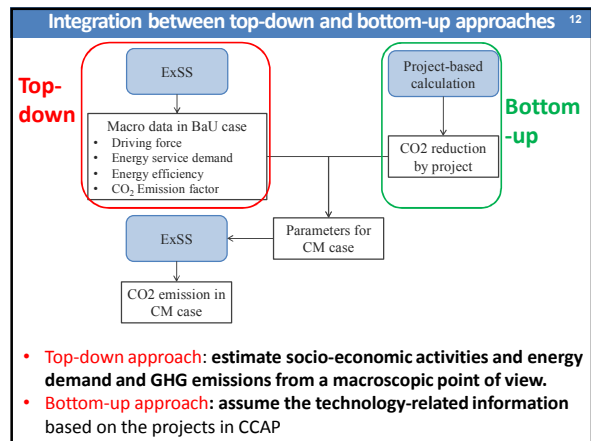 Integration between top-down and bottom-up approaches 12
Top-
down
ExSS
Macro data in BaU case
• Driving force
• Energy service demand
• Energy efficiency
• CO2 Emission factor
Project-based
calculation
Bottom
-up
CO2 reduction
by project
Parameters for
CM case
ExSS
CO2 emission in
CM case
• Top-down approach: estimate socio-economic activities and energy
demand and GHG emissions from a macroscopic point of view.
• Bottom-up approach: assume the technology-related information
based on the projects in CCAP